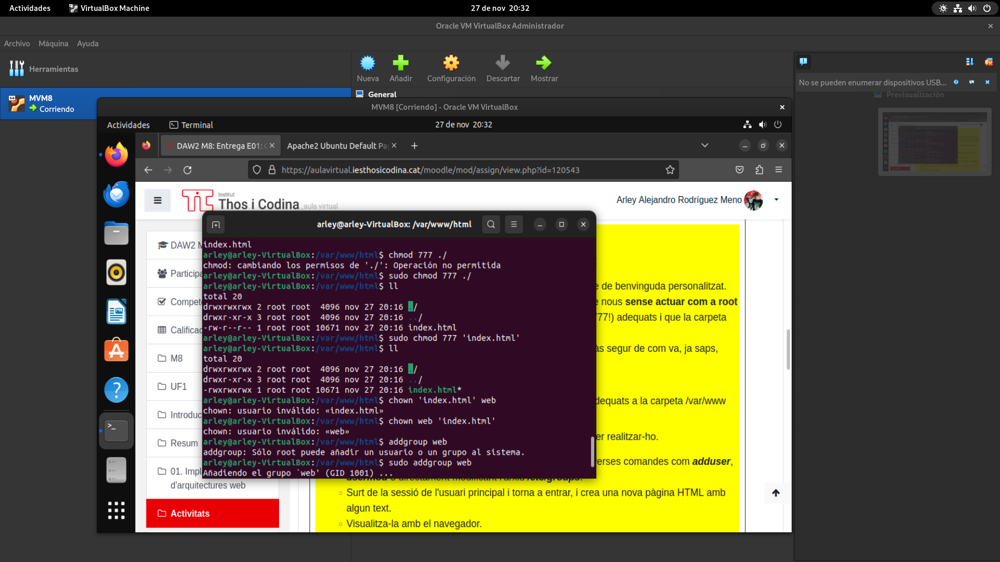 Actividades
VirtualBox Machine
27 de nov 20:32
Oracle VM VirtualBox Administrador
Archivo Máquina Ayuda
Herramientas
Nueva
Añadir
Configuración
Descartar
Mostrar
No se pueden enumerar dispositivos USB...
64
MVM8
Corriendo
General
Previsualización
MVM8 [Corriendo] - Oracle VM VirtualBox
Actividades
Terminal
27 de nov 20:32
DAW2 M8: Entrega E01:
Apache2 Ubuntu Default
https://aulavirtual.iesthosicodina.cat/moodle/mod/assign/view.php?id=120543
Institut
Thos i Codina _aula virtual
Arley Alejandro Rodríguez Meno
arley@arley-VirtualBox: /var/www/html
index.html
arley@arley-VirtualBox:/var/www/html$ chmod 777 ./
chmod: cambiando los permisos de './': Operación no permitida
arley@arley-VirtualBox:/var/www/html$ sudo chmod 777 ./
arley@arley-VirtualBox:/var/www/html$ ll
total 20
drwxrwxrwx 2 root root 4096 nov 27 20:16 ./
drwxr-xr-x 3 root root 4096 nov 27 20:16 ../
-rw-r--r-- 1 root root 10671 nov 27 20:16 index.html
arley@arley-VirtualBox:/var/www/html$ sudo chmod 777 'index.html'
arley@arley-VirtualBox:/var/www/html$ ll
total 20
drwxrwxrwx 2 root root 4096 nov 27 20:16 ./
drwxr-xr-x 3 root root 4096 nov 27 20:16 ../
-rwxrwxrwx 1 root root 10671 nov 27 20:16 index.html*
arley@arley-VirtualBox:/var/www/html$ chown 'index.html' web
chown: usuario inválido: «index.html»
arley@arley-VirtualBox:/var/www/html$ chown web 'index.html'
chown: usuario inválido: «web»
arley@arley-VirtualBox:/var/www/html$ addgroup web
addgroup: Sólo root puede añadir un usuario o un grupo al sistema.
arley@arley-VirtualBox:/var/www/html$ sudo addgroup web
Añadiendo el grupo `web' (GID 1001) ...
DAW2 M
Participa
Compet
Calificac
M8
UF1
Introduc
Resum
01. Impl
d'arquitectures web
Activitats
e de benvinguda personalitzat.
e nous sense actuar com a root
77!) adequats i que la carpeta
às segur de com va, ja saps,
dequats a la carpeta /var/www
er realitzar-ho.
erses comandes com adduser,
usermod o directament modificant l'arxiu /etc/groups.
Surt de la sessió de l'usuari principal i torna a entrar, i crea una nova pàgina HTML amb
algun text.
Visualitza-la amb el navegador.